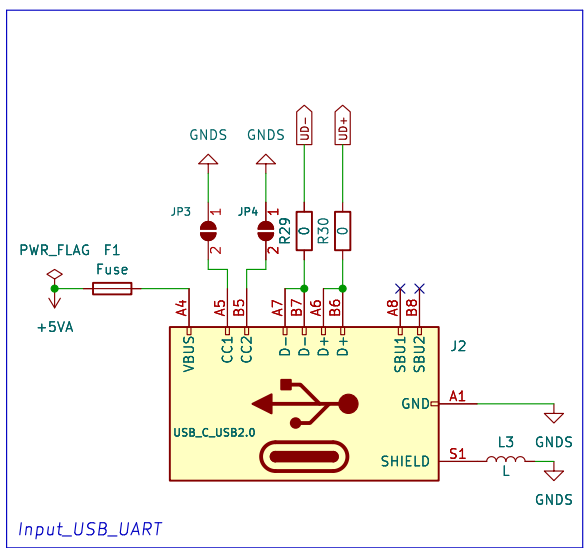 GNDS
GNDS
UD-
UD+
JP3
1
2
JP4
1
2
R29
0
R30
0
PWR_FLAG
F1
Fuse
+5VA
A4
A5
B5
A7
B7
A6
B6
A8
B8
VBUS
CC1
CC2
D-
D-
D+
D+
SBU1
SBU2
J2
GND
A1
GNDS
USB_C_USB2.0
SHIELD
S1
L3
L
GNDS
Input_USB_UART